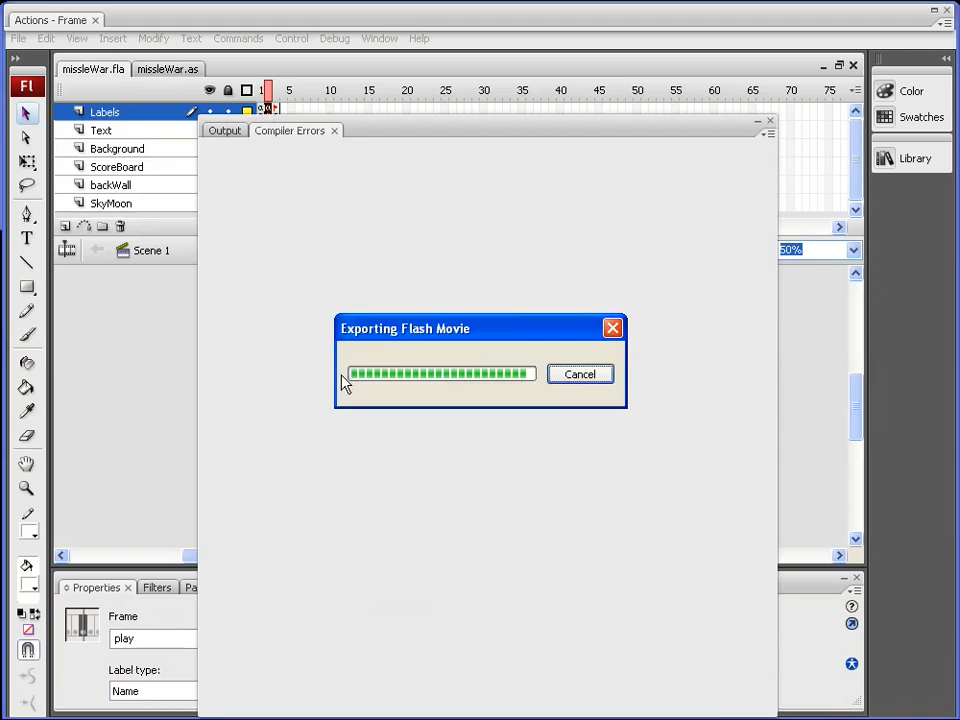 Actions - Frame
File Edit View Insert Modify Text Commands Control Debug Window Help
Fl
missleWar.fla missleWar.as
1 5 10 15 20 25 30 35 40 45 50 55 60 65 70 75
Labels
Text
Background
ScoreBoard
backWall
SkyMoon
Scene 1
50%
Output Compiler Errors
Exporting Flash Movie
Cancel
Color
Swatches
Library
Properties Filters Pa
Frame
play
Label type:
Name